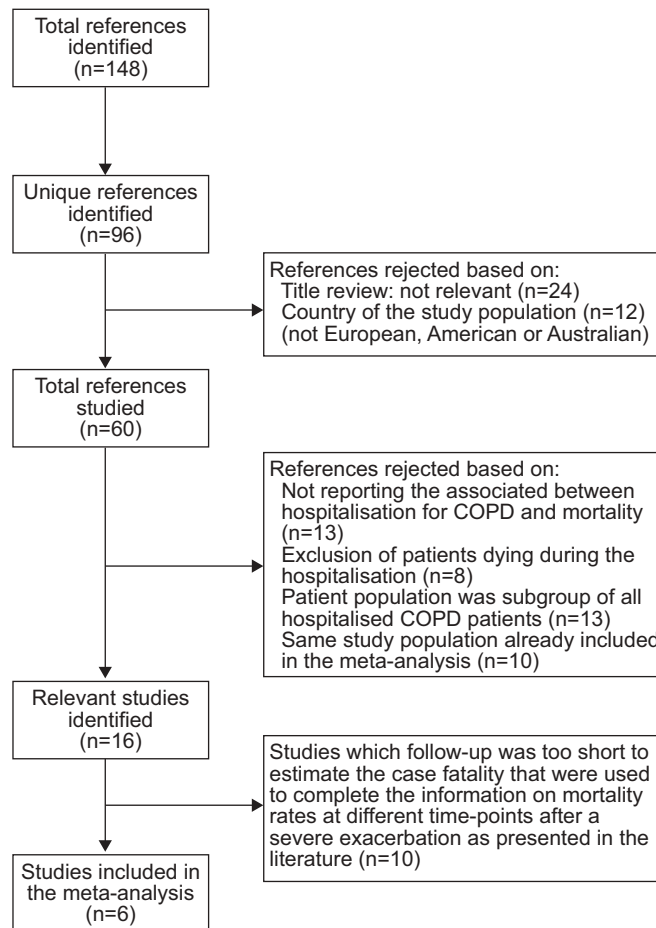 Total references
identified
(n=148)
Unique references
identified
(n=96)
References rejected based on:
Title review: not relevant (n=24)
Country of the study population (n=12)
(not European, American or Australian)
Total references
studied
(n=60)
References rejected based on:
Not reporting the associated between
hospitalisation for COPD and mortality
(n=13)
Exclusion of patients dying during the
hospitalisation (n=8)
Patient population was subgroup of all
hospitalised COPD patients (n=13)
Same study population already included
in the meta-analysis (n=10)
Relevant studies
identified
(n=16)
Studies which follow-up was too short to
estimate the case fatality that were used
to complete the information on mortality
rates at different time-points after a
severe exacerbation as presented in the
literature (n=10)
Studies included in
the meta-analysis
(n=6)